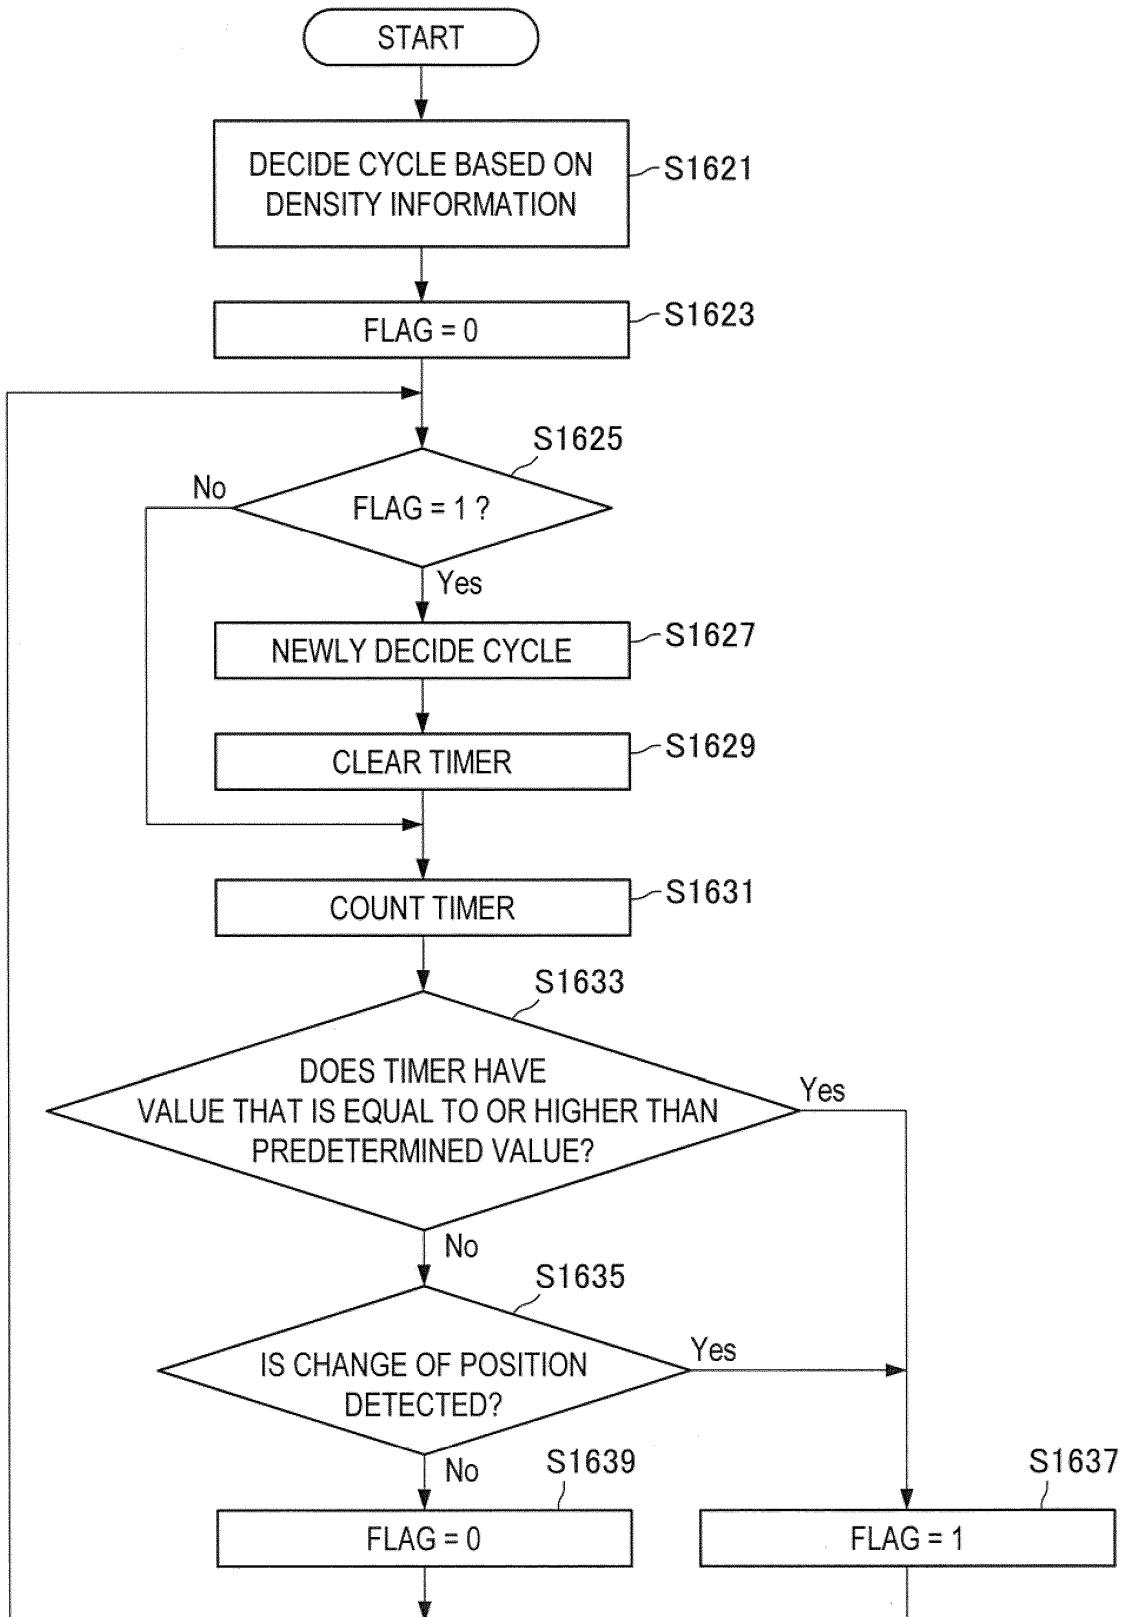 START
DECIDE CYCLE BASED ON
DENSITY INFORMATION
S1621
FLAG = 0
S1623
S1625
No
FLAG = 1 ?
Yes
NEWLY DECIDE CYCLE
S1627
CLEAR TIMER
S1629
COUNT TIMER
S1631
S1633
DOES TIMER HAVE
VALUE THAT IS EQUAL TO OR HIGHER THAN
PREDETERMINED VALUE?
Yes
No
S1635
IS CHANGE OF POSITION
DETECTED?
Yes
No
S1639
FLAG = 0
S1637
FLAG = 1